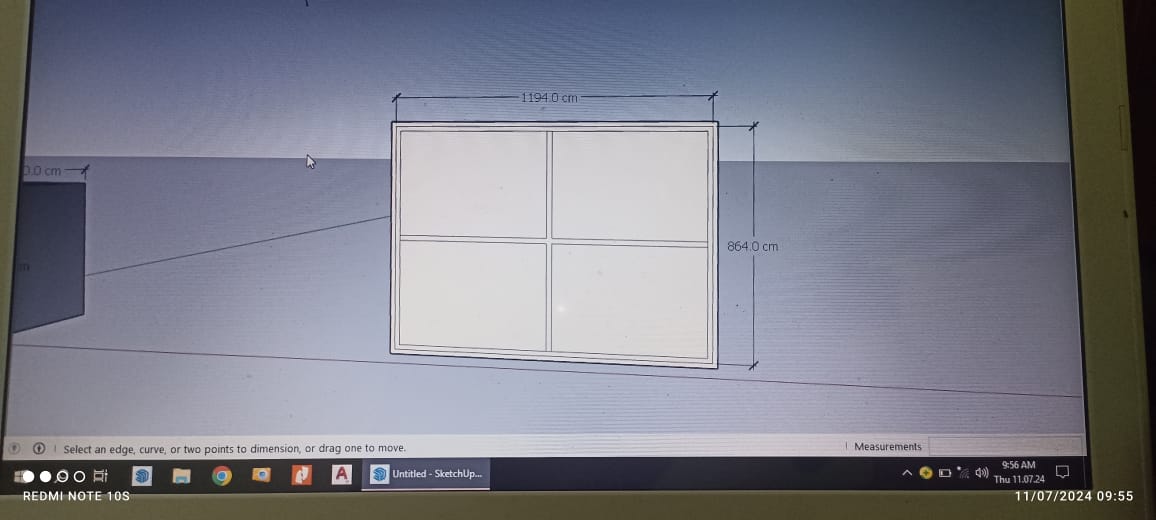 1194.0 cm
0.0 cm
864.0 cm
Select an edge, curve, or two points to dimension, or drag one to move.
Measurements
A
Untitled - SketchUp...
9:56 AM
Thu 11.07.24
REDMI NOTE 10S
11/07/2024 09:55